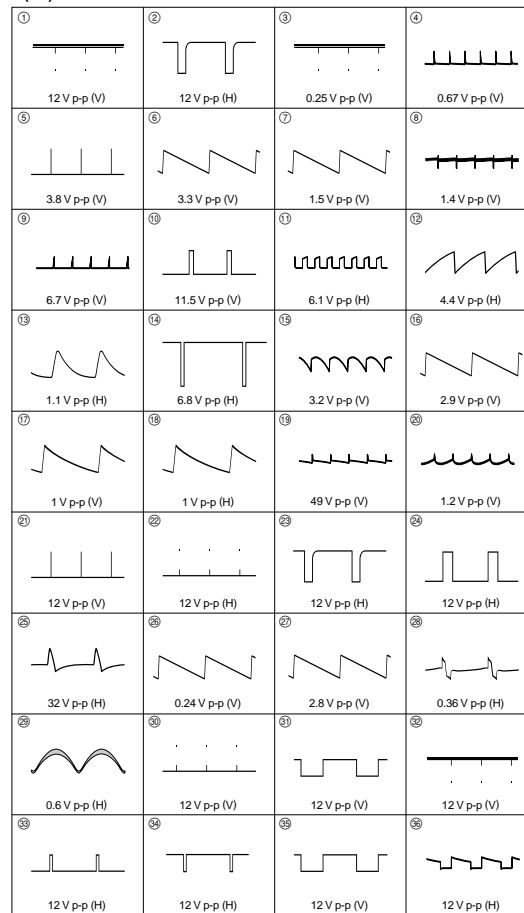 ① ② ③ ④
12 V p-p (V) 12 V p-p (H) 0.25 V p-p (V) 0.67 V p-p (V)
⑤ ⑥ ⑦ ⑧
3.8 V p-p (V) 3.3 V p-p (V) 1.5 V p-p (V) 1.4 V p-p (V)
⑨ ⑩ ⑪ ⑫
6.7 V p-p (V) 11.5 V p-p (V) 6.1 V p-p (H) 4.4 V p-p (H)
⑬ ⑭ ⑮ ⑯
1.1 V p-p (H) 6.8 V p-p (H) 3.2 V p-p (V) 2.9 V p-p (V)
⑰ ⑱ ⑲ ⑳
1 V p-p (V) 1 V p-p (H) 49 V p-p (V) 1.2 V p-p (V)
㉑ ㉒ ㉓ ㉔
12 V p-p (V) 12 V p-p (H) 12 V p-p (H) 12 V p-p (H)
㉕ ㉖ ㉗ ㉘
32 V p-p (H) 0.24 V p-p (V) 2.8 V p-p (V) 0.36 V p-p (H)
㉙ ㉚ ㉛ ㉜
0.6 V p-p (H) 12 V p-p (V) 12 V p-p (V) 12 V p-p (V)
㉝ ㉞ ㉟ ㊱
12 V p-p (H) 12 V p-p (H) 12 V p-p (V) 12 V p-p (H)